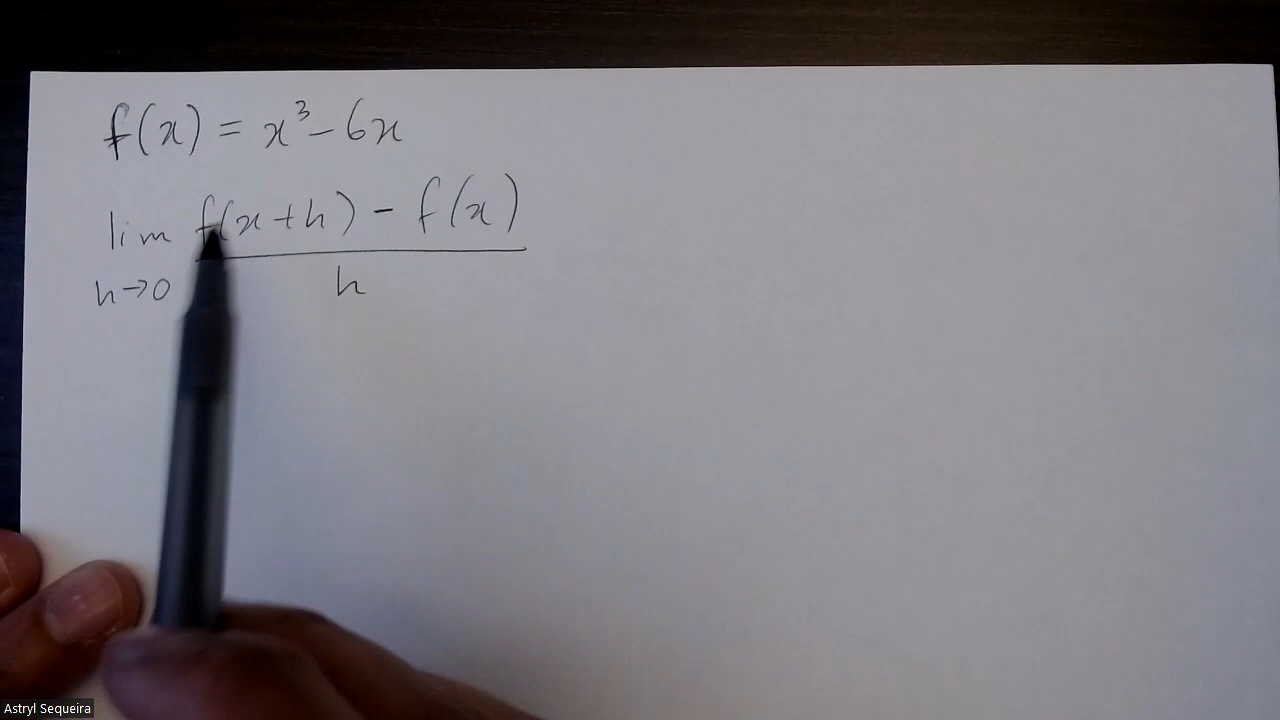 f(x) = x³ - 6x
lim f(x+h) - f(x)
h→0 h
Astryl Sequeira